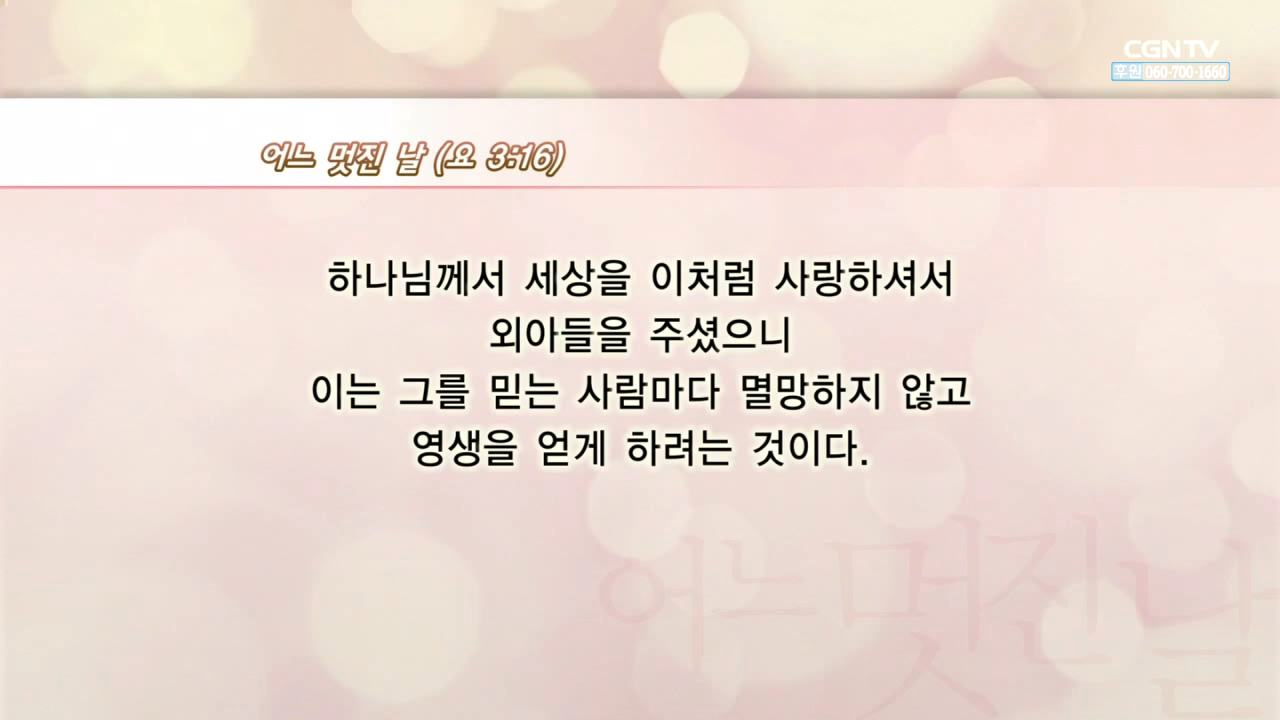 CGNTV
후원 060-700-1660
어느 멋진 날 (요 3:16)
하나님께서 세상을 이처럼 사랑하셔서
외아들을 주셨으니
이는 그를 믿는 사람마다 멸망하지 않고
영생을 얻게 하려는 것이다.
어느 멋진 날